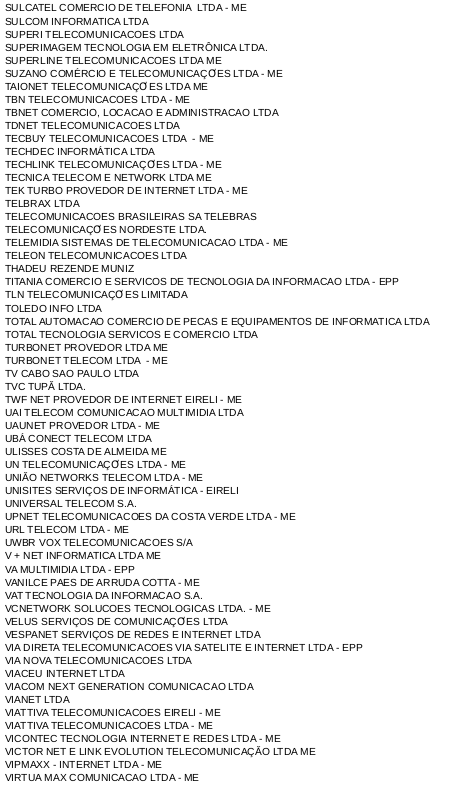 SULCATEL COMERCIO DE TELEFONIA  LTDA - ME
SULCOM INFORMATICA LTDA
SUPERI TELECOMUNICACOES LTDA
SUPERIMAGEM TECNOLOGIA EM ELETRÔNICA LTDA.
SUPERLINE TELECOMUNICACOES LTDA ME
SUZANO COMÉRCIO E TELECOMUNICAÇÕES LTDA - ME
TAIONET TELECOMUNICAÇÕES LTDA ME
TBN TELECOMUNICACOES LTDA - ME
TBNET COMERCIO, LOCACAO E ADMINISTRACAO LTDA
TDNET TELECOMUNICACOES LTDA
TECBUY TELECOMUNICACOES LTDA  - ME
TECHDEC INFORMÁTICA LTDA
TECHLINK TELECOMUNICAÇÕES LTDA - ME
TECNICA TELECOM E NETWORK LTDA ME
TEK TURBO PROVEDOR DE INTERNET LTDA - ME
TELBRAX LTDA
TELECOMUNICACOES BRASILEIRAS SA TELEBRAS
TELECOMUNICAÇÕES NORDESTE LTDA.
TELEMIDIA SISTEMAS DE TELECOMUNICACAO LTDA - ME
TELEON TELECOMUNICACOES LTDA
THADEU REZENDE MUNIZ
TITANIA COMERCIO E SERVICOS DE TECNOLOGIA DA INFORMACAO LTDA - EPP
TLN TELECOMUNICAÇÕES LIMITADA
TOLEDO INFO LTDA
TOTAL AUTOMACAO COMERCIO DE PECAS E EQUIPAMENTOS DE INFORMATICA LTDA
TOTAL TECNOLOGIA SERVICOS E COMERCIO LTDA
TURBONET PROVEDOR LTDA ME
TURBONET TELECOM LTDA  - ME
TV CABO SAO PAULO LTDA
TVC TUPÃ LTDA.
TWF NET PROVEDOR DE INTERNET EIRELI - ME
UAI TELECOM COMUNICACAO MULTIMIDIA LTDA
UAUNET PROVEDOR LTDA - ME
UBÁ CONECT TELECOM LTDA
ULISSES COSTA DE ALMEIDA ME
UN TELECOMUNICAÇÕES LTDA - ME
UNIÃO NETWORKS TELECOM LTDA - ME
UNISITES SERVIÇOS DE INFORMÁTICA - EIRELI
UNIVERSAL TELECOM S.A.
UPNET TELECOMUNICACOES DA COSTA VERDE LTDA - ME
URL TELECOM LTDA - ME
UWBR VOX TELECOMUNICACOES S/A
V + NET INFORMATICA LTDA ME
VA MULTIMIDIA LTDA - EPP
VANILCE PAES DE ARRUDA COTTA - ME
VAT TECNOLOGIA DA INFORMACAO S.A.
VCNETWORK SOLUCOES TECNOLOGICAS LTDA. - ME
VELUS SERVIÇOS DE COMUNICAÇÕES LTDA
VESPANET SERVIÇOS DE REDES E INTERNET LTDA
VIA DIRETA TELECOMUNICACOES VIA SATELITE E INTERNET LTDA - EPP
VIA NOVA TELECOMUNICACOES LTDA
VIACEU INTERNET LTDA
VIACOM NEXT GENERATION COMUNICACAO LTDA
VIANET LTDA
VIATTIVA TELECOMUNICACOES EIRELI - ME
VIATTIVA TELECOMUNICACOES LTDA - ME
VICONTEC TECNOLOGIA INTERNET E REDES LTDA - ME
VICTOR NET E LINK EVOLUTION TELECOMUNICAÇÃO LTDA ME
VIPMAXX - INTERNET LTDA - ME
VIRTUA MAX COMUNICACAO LTDA - ME